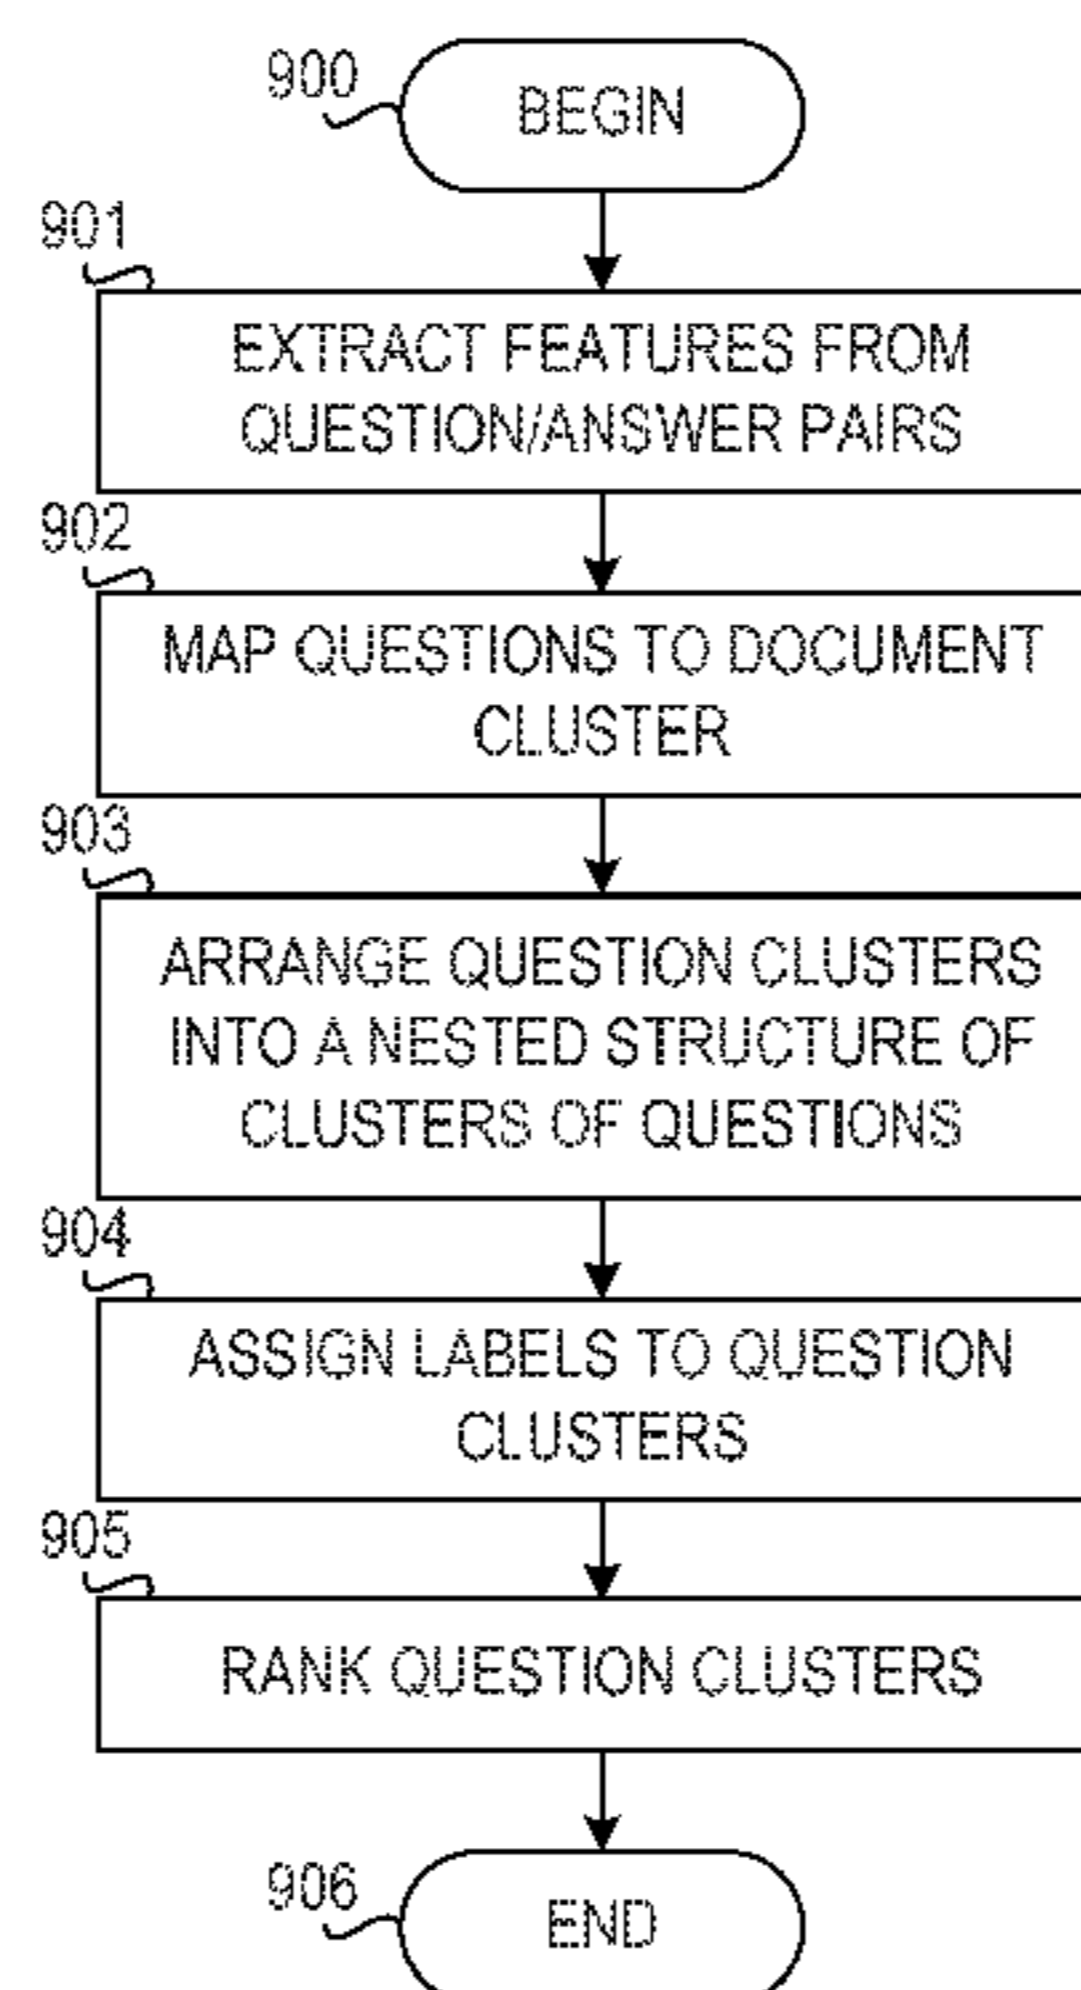 900
BEGIN
901
EXTRACT FEATURES FROM
QUESTION/ANSWER PAIRS
902
MAP QUESTIONS TO DOCUMENT
CLUSTER
903
ARRANGE QUESTION CLUSTERS
INTO A NESTED STRUCTURE OF
CLUSTERS OF QUESTIONS
904
ASSIGN LABELS TO QUESTION
CLUSTERS
905
RANK QUESTION CLUSTERS
906
END